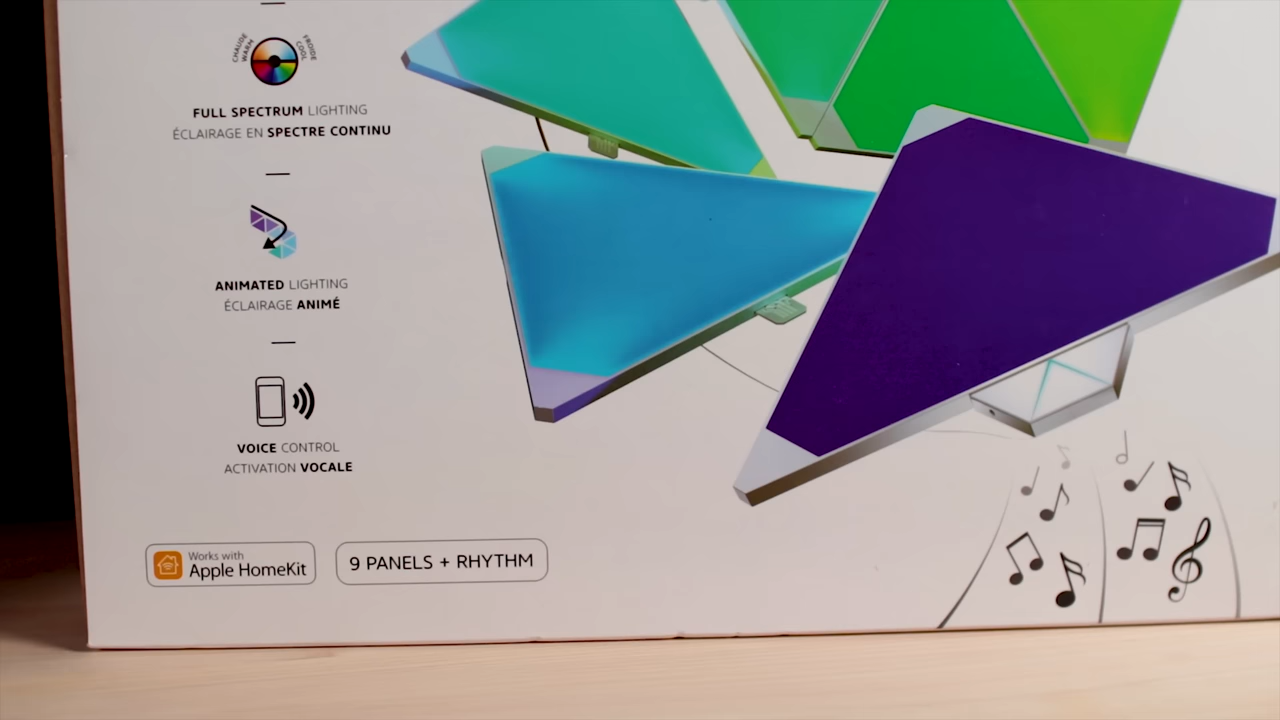 CHAUDE
WARM
FROIDE
COOL
FULL SPECTRUM LIGHTING
ÉCLAIRAGE EN SPECTRE CONTINU
ANIMATED LIGHTING
ÉCLAIRAGE ANIMÉ
VOICE CONTROL
ACTIVATION VOCALE
Works with
Apple HomeKit
9 PANELS + RHYTHM